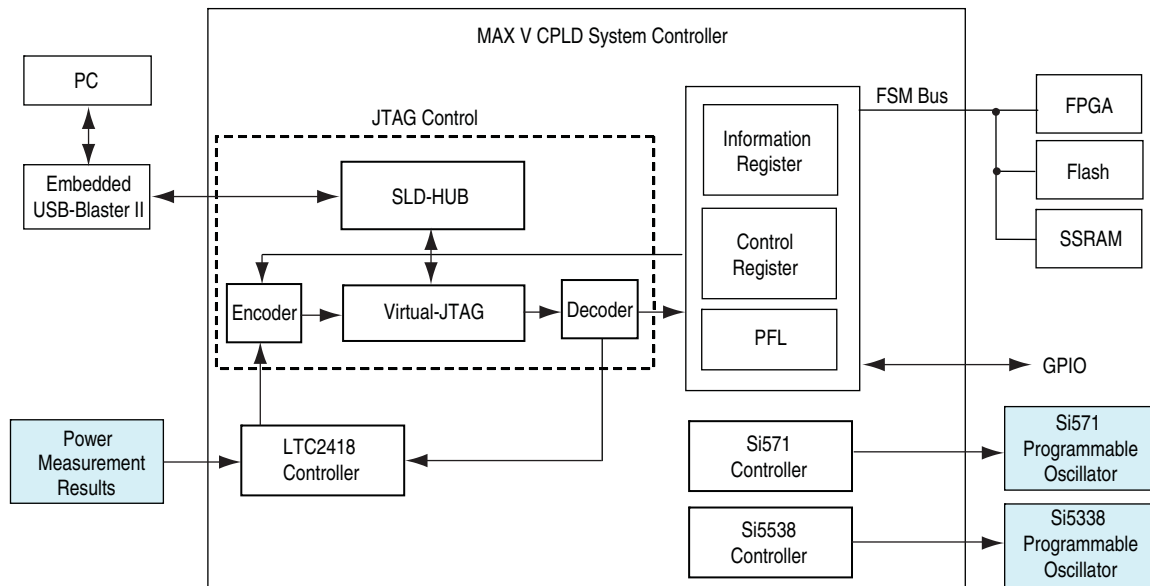 MAX V CPLD System Controller
PC
JTAG Control
FSM Bus
FPGA
Information
Register
Embedded
USB-Blaster II
SLD-HUB
Flash
Control
Register
SSRAM
Encoder
Virtual-JTAG
Decoder
PFL
GPIO
Power
Measurement
Results
LTC2418
Controller
Si571
Controller
Si571
Programmable
Oscillator
Si5538
Controller
Si5338
Programmable
Oscillator